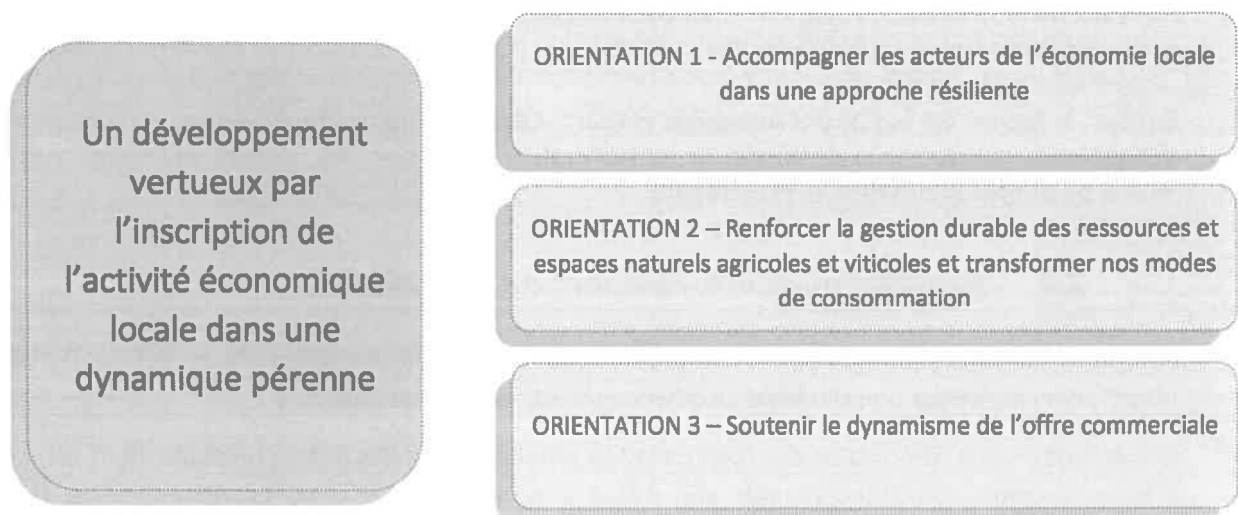 Un développement
vertueux par
l'inscription de
l'activité économique
locale dans une
dynamique pérenne
ORIENTATION 1 - Accompagner les acteurs de l'économie locale
dans une approche résiliente
ORIENTATION 2 – Renforcer la gestion durable des ressources et
espaces naturels agricoles et viticoles et transformer nos modes
de consommation
ORIENTATION 3 – Soutenir le dynamisme de l'offre commerciale